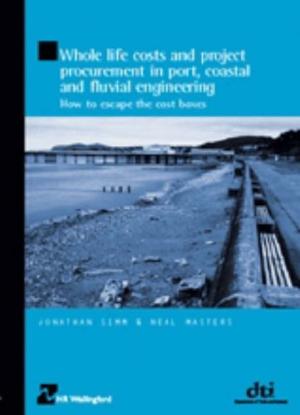 Whole life costs and project
procurement in port, coastal
and fluvial engineering
How to escape the cost boxes
JONATHAN SIMM & NEAL MASTERS
HR Wallingford
dti